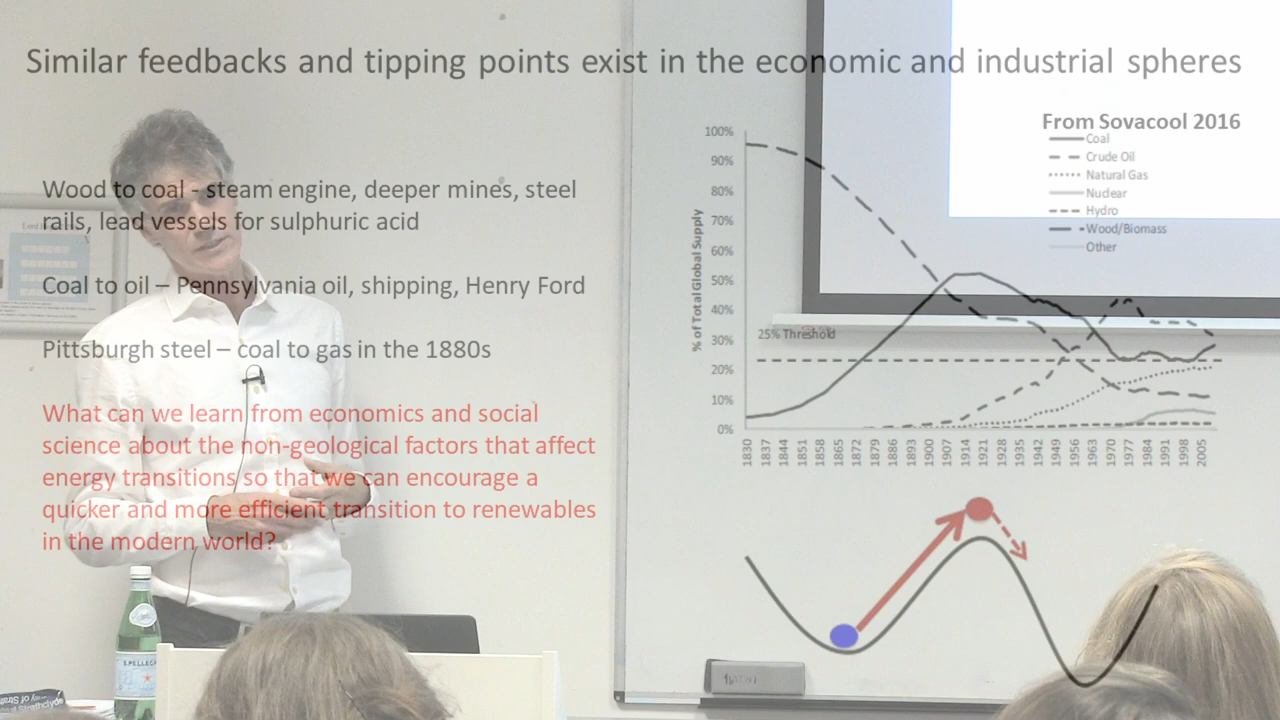 Similar feedbacks and tipping points exist in the economic and industrial spheres
Wood to coal - steam engine, deeper mines, steel
rails, lead vessels for sulphuric acid
Coal to oil – Pennsylvania oil, shipping, Henry Ford
Pittsburgh steel – coal to gas in the 1880s
What can we learn from economics and social
science about the non-geological factors that affect
energy transitions so that we can encourage a
quicker and more efficient transition to renewables
in the modern world?
From Sovacool 2016
Coal
Crude Oil
Natural Gas
Nuclear
Hydro
Wood/Biomass
Other
% of Total Global Supply
100%
90%
80%
70%
60%
50%
40%
30%
20%
10%
0%
25% Threshold
1830 1837 1844 1851 1858 1865 1872 1879 1886 1893 1900 1907 1914 1921 1928 1935 1942 1949 1956 1963 1970 1977 1984 1991 1998 2005
S.PELLEGR